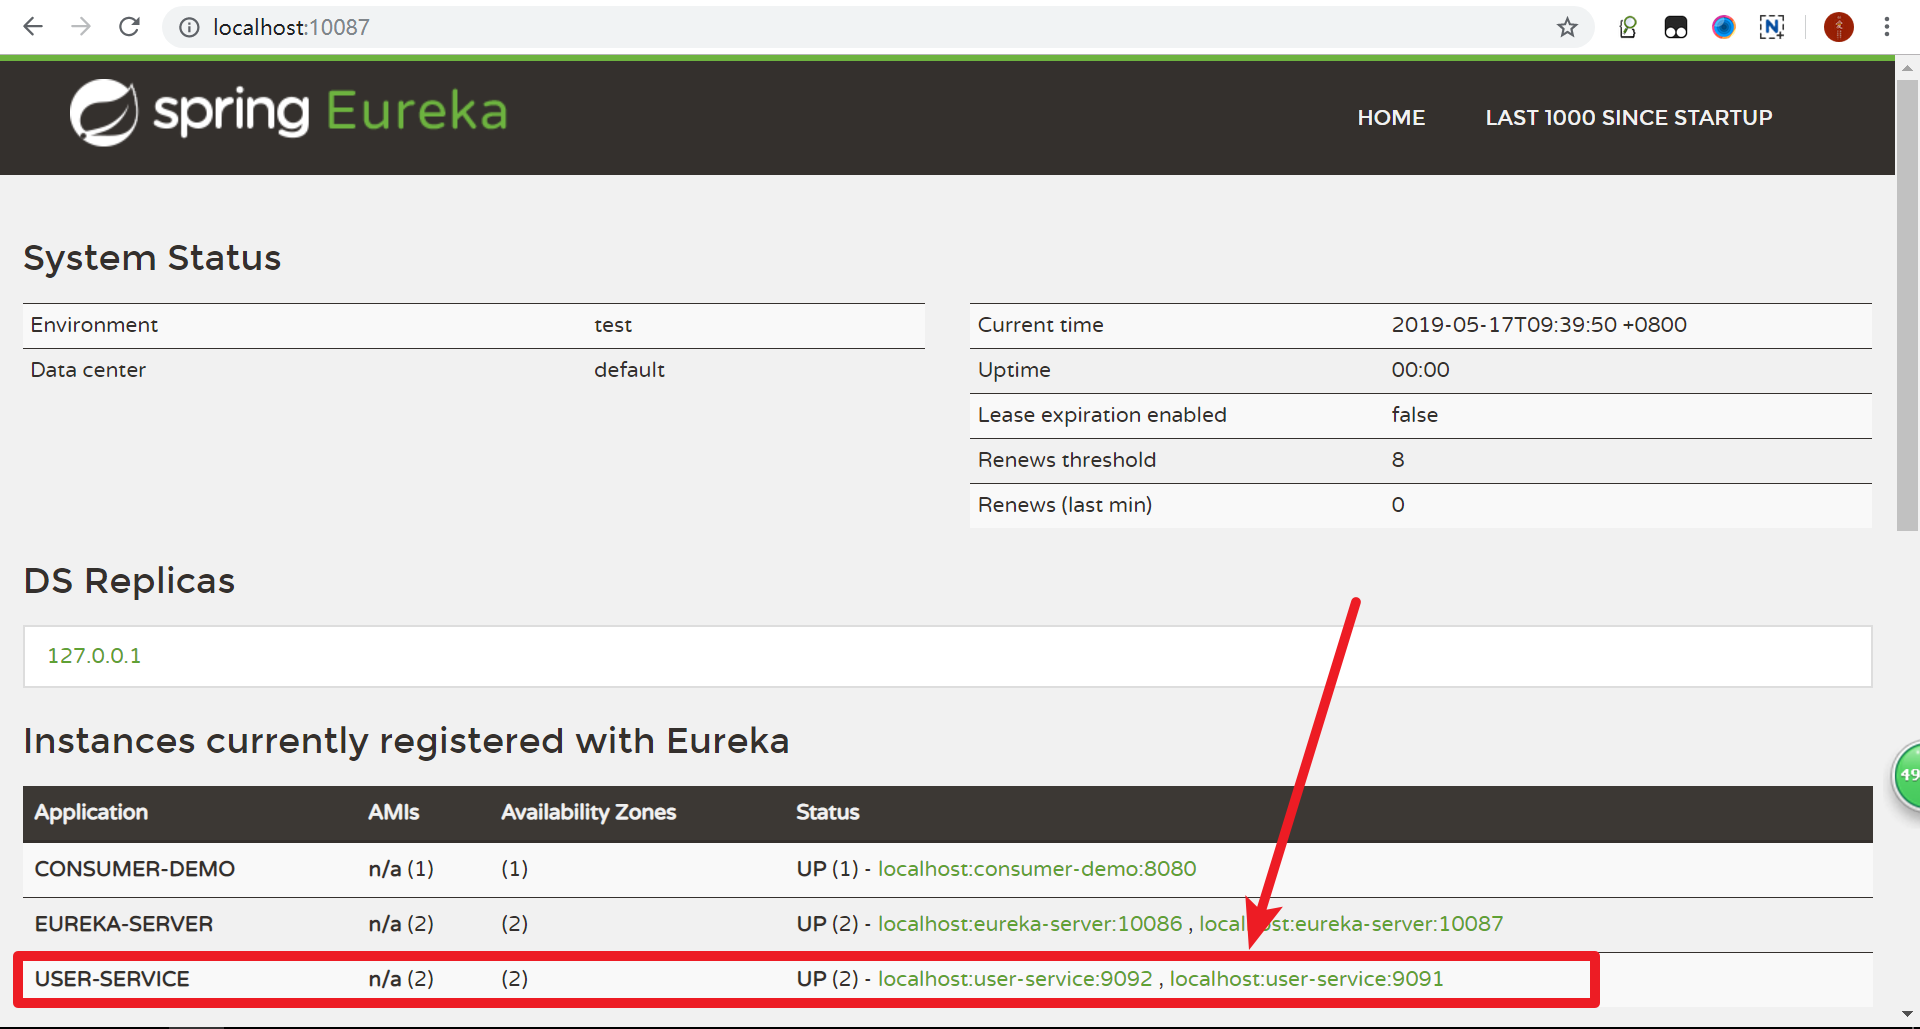 localhost:10087
spring Eureka
HOME LAST 1000 SINCE STARTUP
System Status
Environment test
Data center default
Current time 2019-05-17T09:39:50 +0800
Uptime 00:00
Lease expiration enabled false
Renews threshold 8
Renews (last min) 0
DS Replicas
127.0.0.1
Instances currently registered with Eureka
Application AMIs Availability Zones Status
CONSUMER-DEMO n/a (1) (1) UP (1) - localhost:consumer-demo:8080
EUREKA-SERVER n/a (2) (2) UP (2) - localhost:eureka-server:10086 , localhost:eureka-server:10087
USER-SERVICE n/a (2) (2) UP (2) - localhost:user-service:9092 , localhost:user-service:9091
49